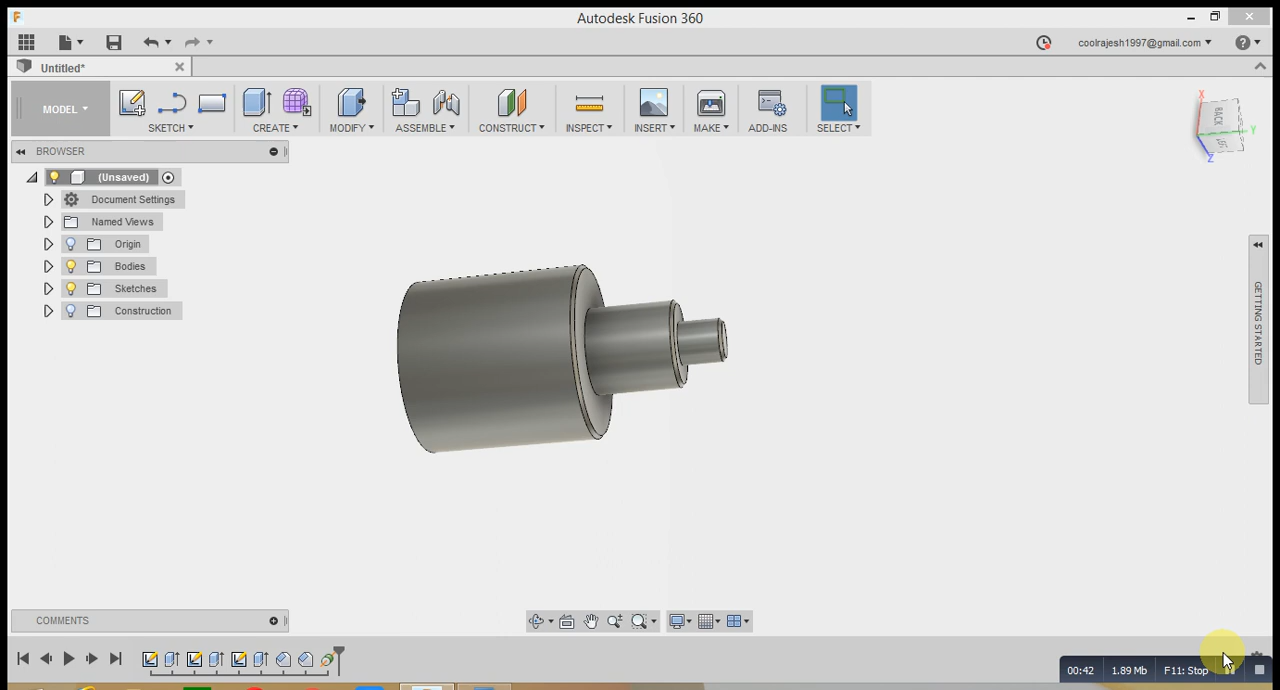 Autodesk Fusion 360
coolrajesh1997@gmail.com
Untitled*
MODEL
SKETCH
CREATE
MODIFY
ASSEMBLE
CONSTRUCT
INSPECT
INSERT
MAKE
ADD-INS
SELECT
X
BACK
Y
Z
BROWSER
(Unsaved)
Document Settings
Named Views
Origin
Bodies
Sketches
Construction
GETTING STARTED
COMMENTS
00:42
1.89 Mb
F11: Stop